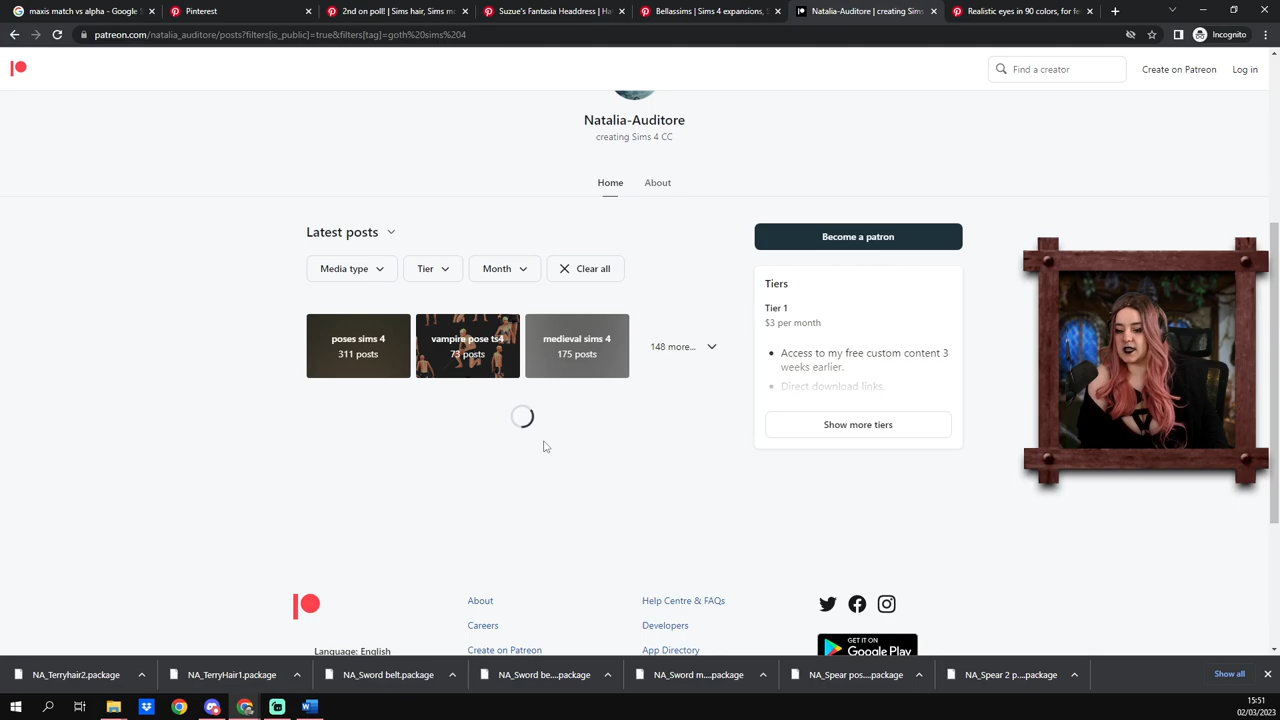 maxis match vs alpha - Google S
Pinterest
2nd on poll! | Sims hair, Sims mo
Suzue's Fantasia Headdress | Ha
Bellassims | Sims 4 expansions, S
Natalia-Auditore | creating Sims
Realistic eyes in 90 colors, for fe
patreon.com/natalia_auditore/posts?filters[is_public]=true&filters[tag]=goth%20sims%204
Incognito
Find a creator
Create on Patreon
Log in
Natalia-Auditore
creating Sims 4 CC
Home
About
Latest posts
Media type
Tier
Month
Clear all
poses sims 4
311 posts
vampire pose ts4
73 posts
medieval sims 4
175 posts
148 more...
Become a patron
Tiers
Tier 1
$3 per month
Access to my free custom content 3
weeks earlier.
Direct download links.
Show more tiers
About
Careers
Create on Patreon
Help Centre & FAQs
Developers
App Directory
Language: English
GET IT ON
Google Play
NA_Terryhair2.package
NA_TerryHair1.package
NA_Sword belt.package
NA_Sword be....package
NA_Sword m....package
NA_Spear pos....package
NA_Spear 2 p....package
Show all
15:51
02/03/2023